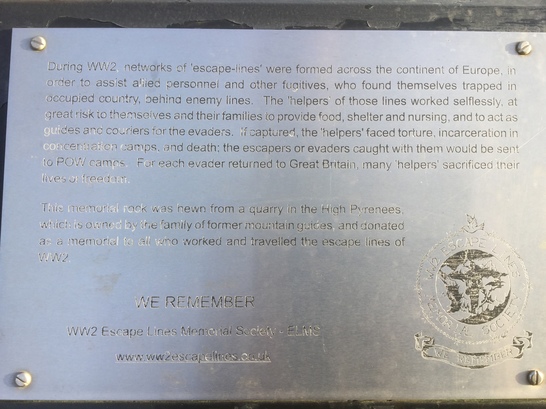 During WW2, networks of 'escape-lines' were formed across the continent of Europe, in
order to assist allied personnel and other fugitives, who found themselves trapped in
occupied country, behind enemy lines. The 'helpers' of those lines worked selflessly, at
great risk to themselves and their families to provide food, shelter and nursing, and to act as
guides and couriers for the evaders. If captured, the 'helpers' faced torture, incarceration in
concentration camps, and death; the escapers or evaders caught with them would be sent
to POW camps. For each evader returned to Great Britain, many 'helpers' sacrificed their
lives or freedom.
This memorial rock was hewn from a quarry in the High Pyrenees,
which is owned by the family of former mountain guides, and donated
as a memorial to all who worked and travelled the escape lines of
WW2.
WE REMEMBER
WW2 Escape Lines Memorial Society - ELMS
www.ww2escapelines.co.uk
WW2 ESCAPE LINES
MEMORIAL SOCIETY
WE REMEMBER